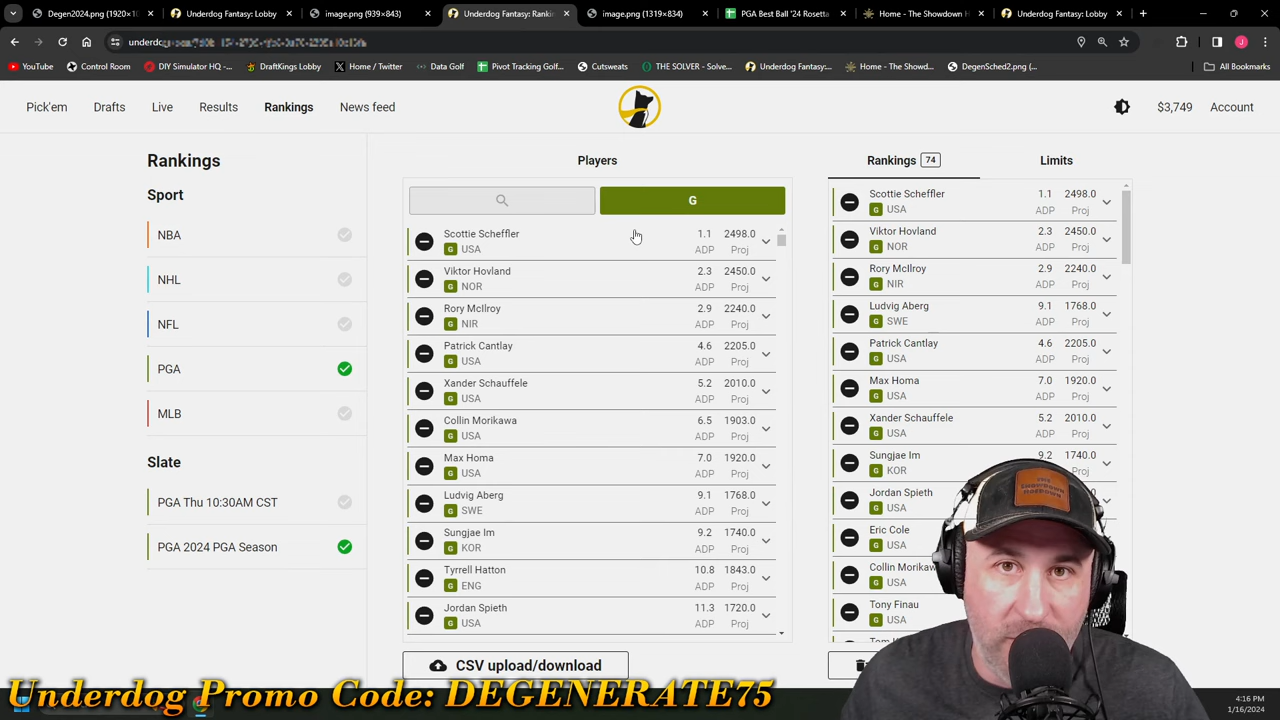 Degen2024.png (1920×10
Underdog Fantasy: Lobby
image.png (939×843)
Underdog Fantasy: Rankin
image.png (1319×834)
PGA Best Ball '24 Rosetta
Home - The Showdown H
Underdog Fantasy: Lobby
YouTube
Control Room
DIY Simulator HQ -...
DraftKings Lobby
Home / Twitter
Data Golf
Pivot Tracking Golf...
Cutsweats
THE SOLVER - Solve...
Underdog Fantasy:...
Home - The Showd...
DegenSched2.png (...
All Bookmarks
Pick'em
Drafts
Live
Results
Rankings
News feed
$3,749
Account
Rankings
Sport
NBA
NHL
NFL
PGA
MLB
Slate
PGA Thu 10:30AM CST
PGA 2024 PGA Season
Players
G
Scottie Scheffler 1.1 2498.0
G USA ADP Proj
Viktor Hovland 2.3 2450.0
G NOR ADP Proj
Rory McIlroy 2.9 2240.0
G NIR ADP Proj
Patrick Cantlay 4.6 2205.0
G USA ADP Proj
Xander Schauffele 5.2 2010.0
G USA ADP Proj
Collin Morikawa 6.5 1903.0
G USA ADP Proj
Max Homa 7.0 1920.0
G USA ADP Proj
Ludvig Aberg 9.1 1768.0
G SWE ADP Proj
Sungjae Im 9.2 1740.0
G KOR ADP Proj
Tyrrell Hatton 10.8 1843.0
G ENG ADP Proj
Jordan Spieth 11.3 1720.0
G USA ADP Proj
CSV upload/download
Rankings 74
Limits
Scottie Scheffler 1.1 2498.0
G USA ADP Proj
Viktor Hovland 2.3 2450.0
G NOR ADP Proj
Rory McIlroy 2.9 2240.0
G NIR ADP Proj
Ludvig Aberg 9.1 1768.0
G SWE ADP Proj
Patrick Cantlay 4.6 2205.0
G USA ADP Proj
Max Homa 7.0 1920.0
G USA ADP Proj
Xander Schauffele 5.2 2010.0
G USA ADP Proj
Sungjae Im 9.2 1740.0
G KOR
Jordan Spieth
G USA
Eric Cole
G USA
Collin Morikaw
G USA
Tony Finau
G USA
THE SHOWDOWN
Underdog Promo Code: DEGENERATE75
4:16 PM
1/16/2024